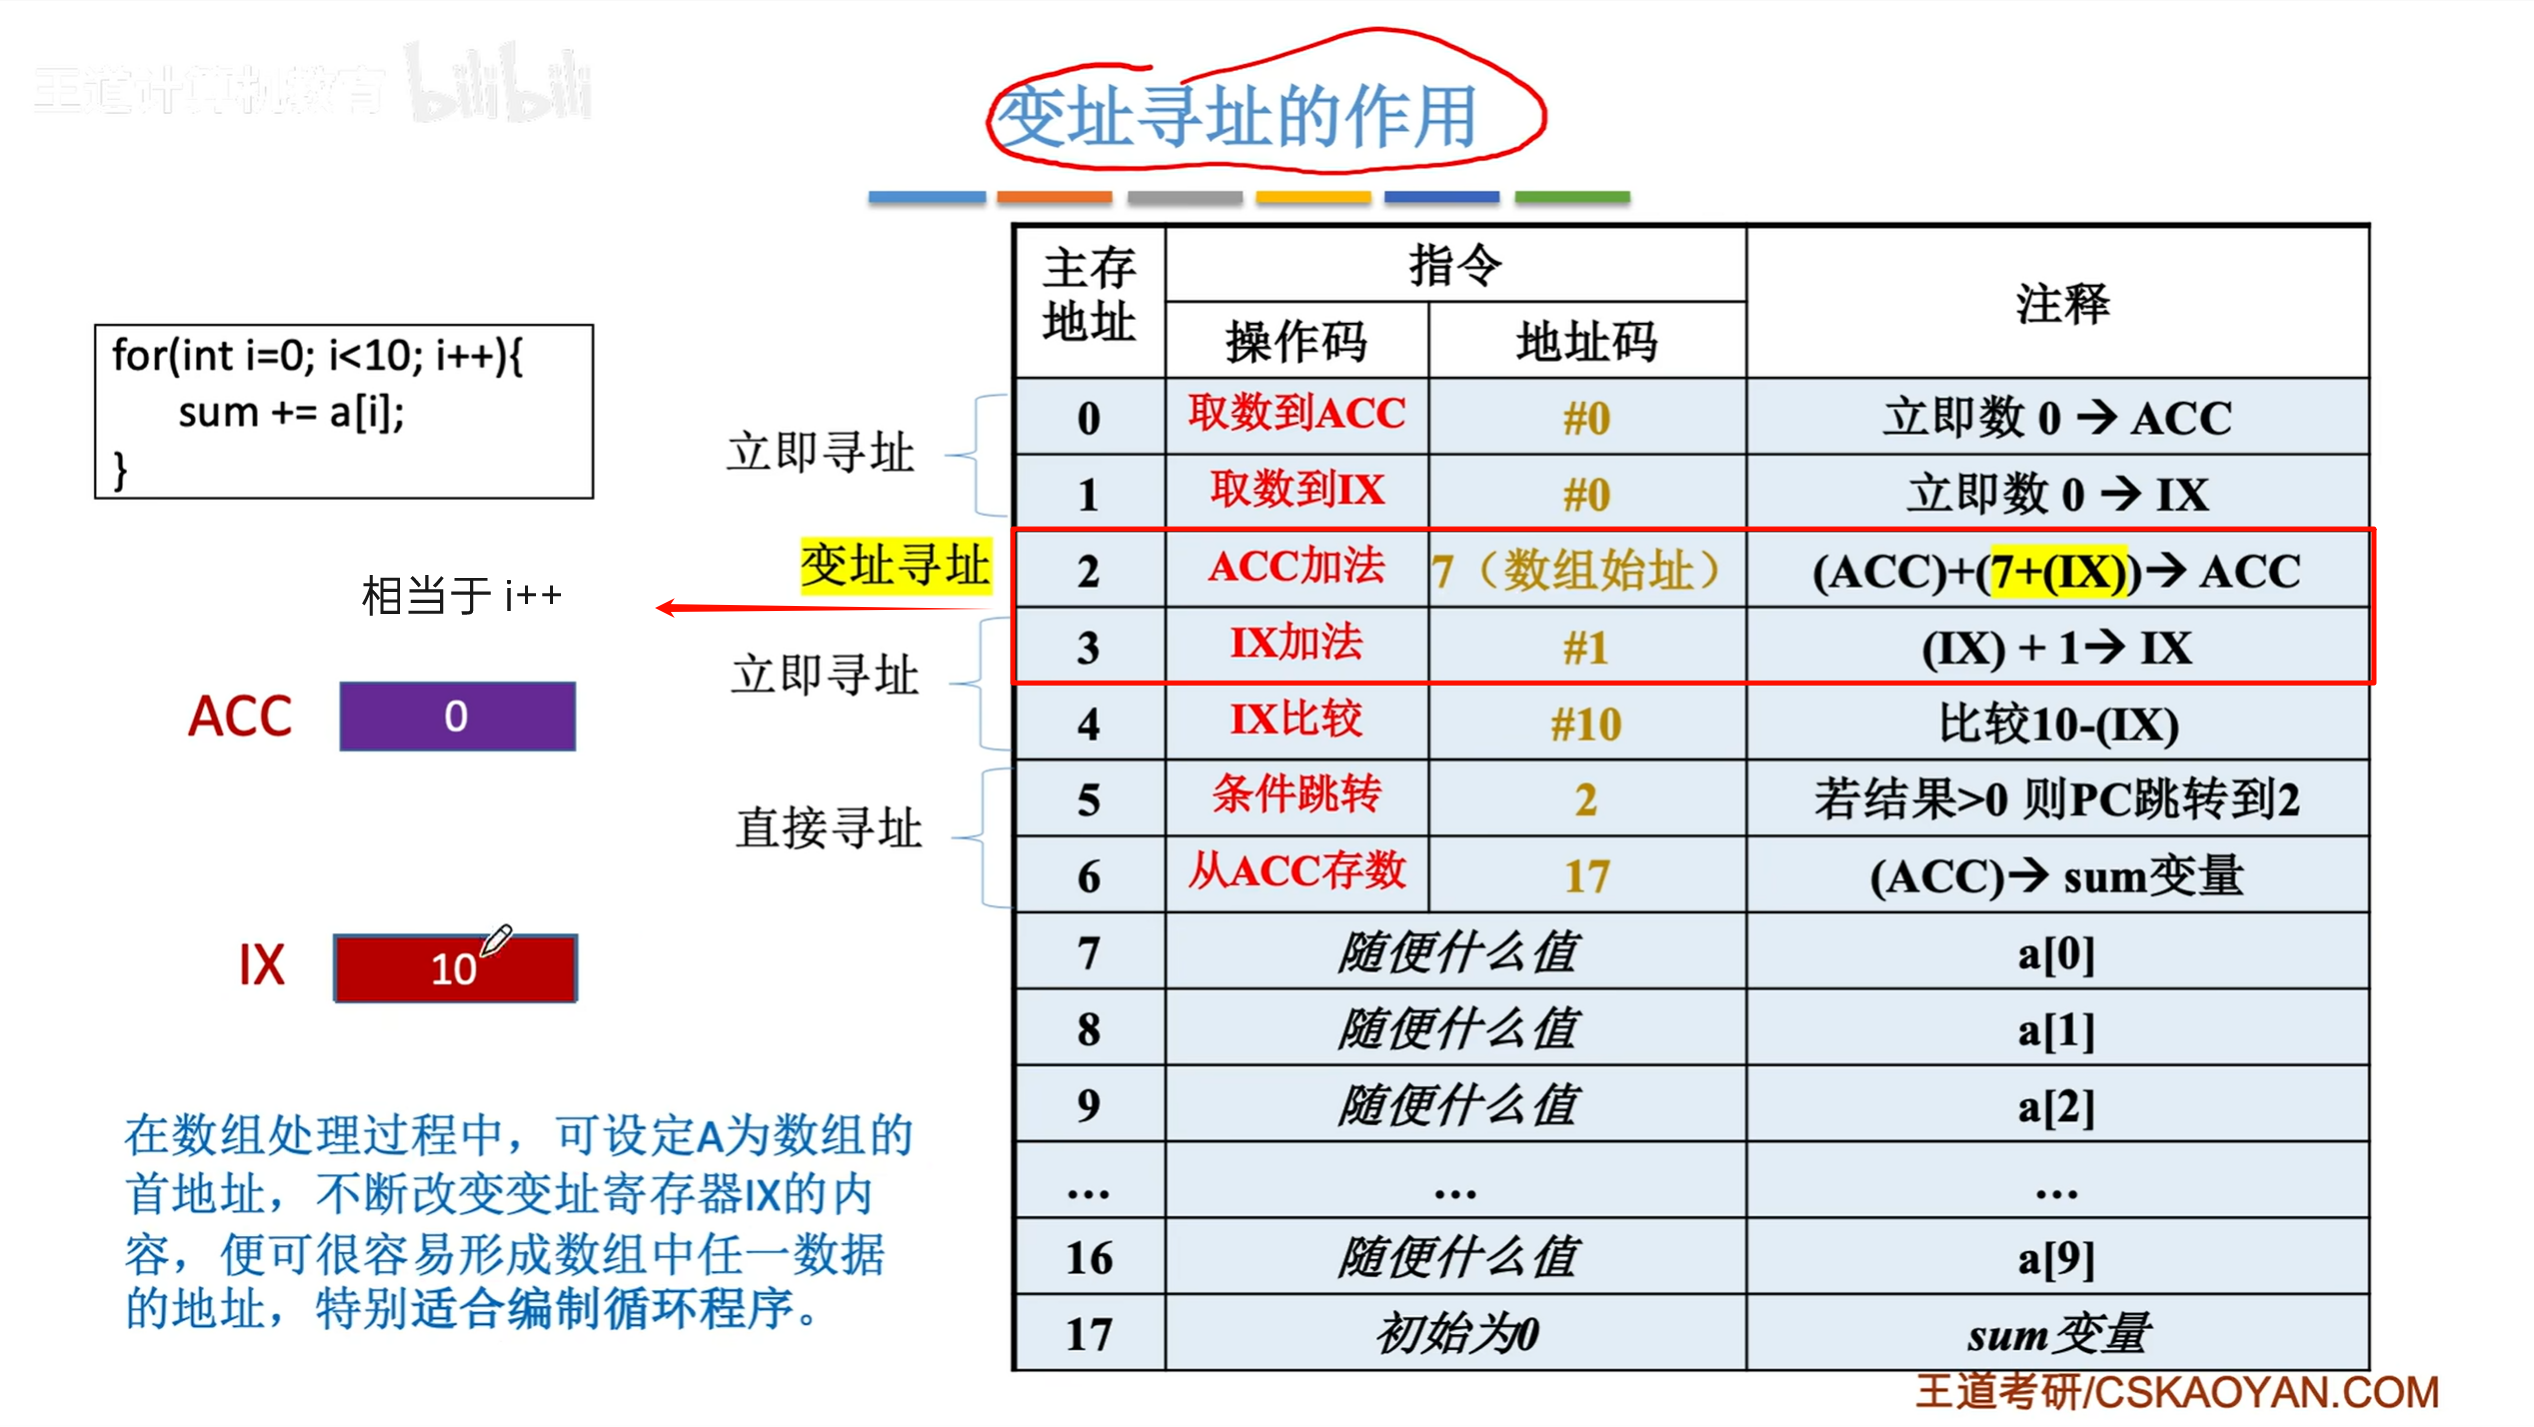 王道计算机教育 bilibili
变址寻址的作用
for(int i=0; i<10; i++){
sum += a[i];
}
相当于 i++
ACC 0
IX 10
在数组处理过程中，可设定A为数组的
首地址，不断改变变址寄存器IX的内
容，便可很容易形成数组中任一数据
的地址，特别适合编制循环程序。
立即寻址
变址寻址
立即寻址
直接寻址
主存地址 指令 注释
操作码 地址码
0 取数到ACC #0 立即数 0 → ACC
1 取数到IX #0 立即数 0 → IX
2 ACC加法 7（数组始址） (ACC)+(7+(IX))→ ACC
3 IX加法 #1 (IX) + 1→ IX
4 IX比较 #10 比较10-(IX)
5 条件跳转 2 若结果>0 则PC跳转到2
6 从ACC存数 17 (ACC)→ sum变量
7 随便什么值 a[0]
8 随便什么值 a[1]
9 随便什么值 a[2]
... ... ...
16 随便什么值 a[9]
17 初始为0 sum变量
王道考研/CSKAOYAN.COM